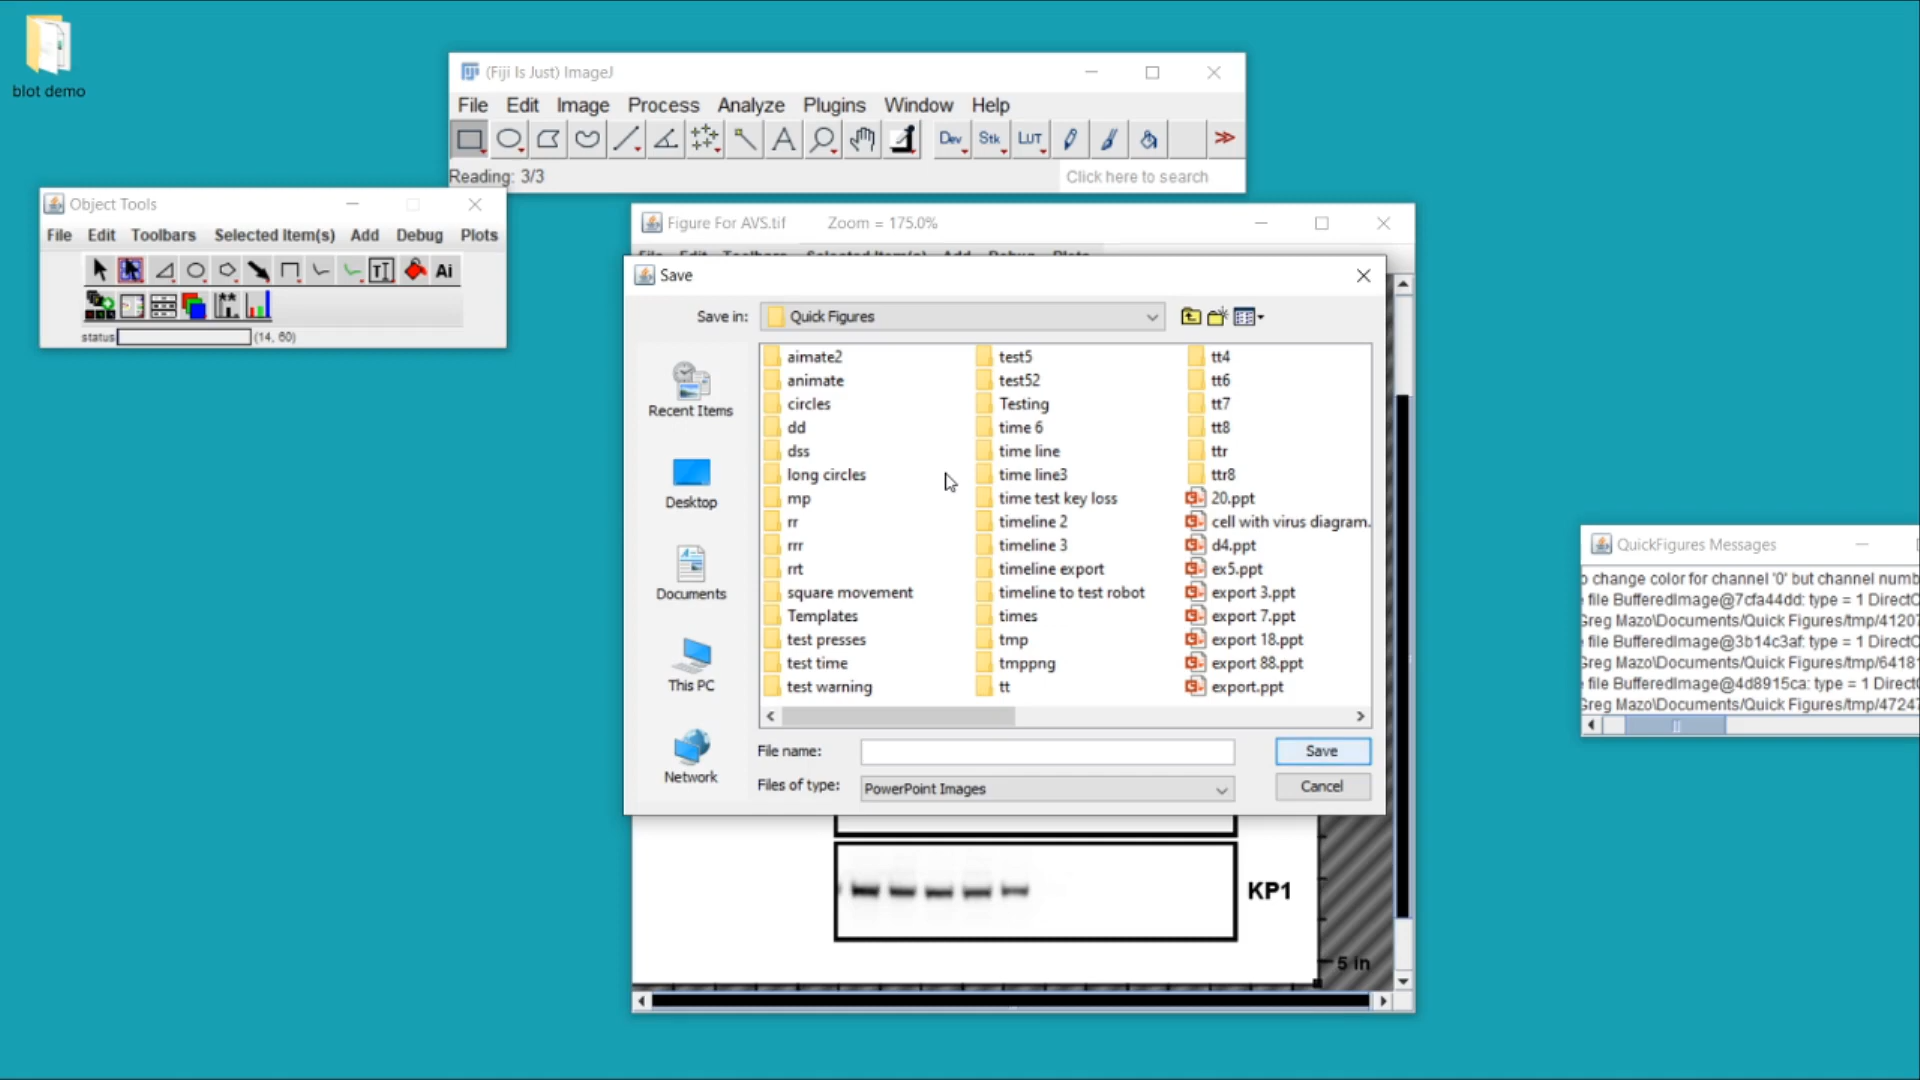 blot demo
(Fiji Is Just) ImageJ
File Edit Image Process Analyze Plugins Window Help
Dev Stk LUT
Reading: 3/3
Click here to search
Object Tools
File Edit Toolbars Selected Item(s) Add Debug Plots
Ai
status (14, 60)
Figure For AVS.tif Zoom = 175.0%
File Edit Toolbars Selected Item(s) Add Debug Plots
Save
Save in: Quick Figures
Recent Items
Desktop
Documents
This PC
Network
aimate2
animate
circles
dd
dss
long circles
mp
rr
rrr
rrt
square movement
Templates
test presses
test time
test warning
test5
test52
Testing
time 6
time line
time line3
time test key loss
timeline 2
timeline 3
timeline export
timeline to test robot
times
tmp
tmppng
tt
tt4
tt6
tt7
tt8
ttr
ttr8
20.ppt
cell with virus diagram.
d4.ppt
ex5.ppt
export 3.ppt
export 7.ppt
export 18.ppt
export 88.ppt
export.ppt
File name:
Save
Files of type: PowerPoint Images
Cancel
KP1
5 in
QuickFigures Messages
o change color for channel '0' but channel numb
file BufferedImage@7cfa44dd: type = 1 DirectC
Greg Mazo\Documents/Quick Figures/tmp/41207
file BufferedImage@3b14c3af: type = 1 DirectC
Greg Mazo\Documents/Quick Figures/tmp/64181
file BufferedImage@4d8915ca: type = 1 DirectC
Greg Mazo\Documents/Quick Figures/tmp/47247